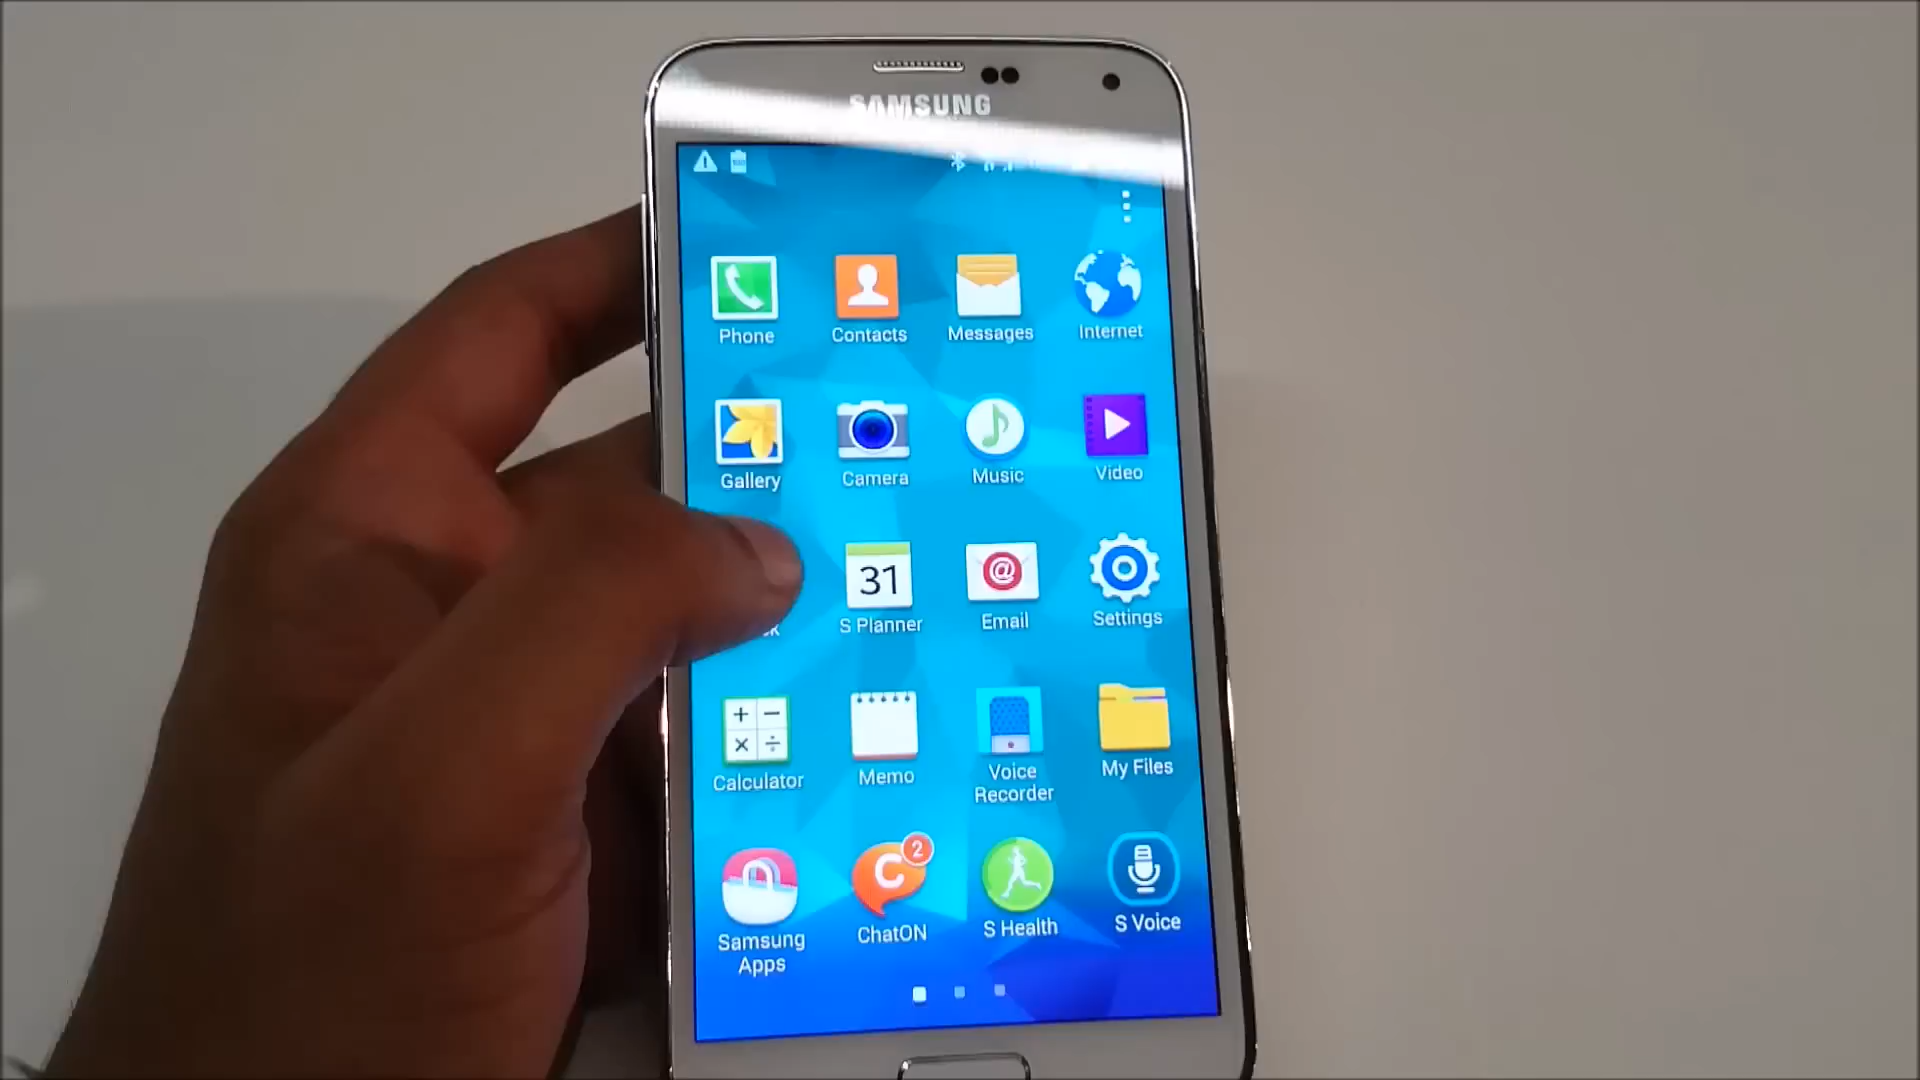 SAMSUNG
Phone
Contacts
Messages
Internet
Gallery
Camera
Music
Video
31
@
S Planner
Email
Settings
+ −
× ÷
Calculator
Memo
Voice
Recorder
My Files
C
2
Samsung
Apps
ChatON
S Health
S Voice